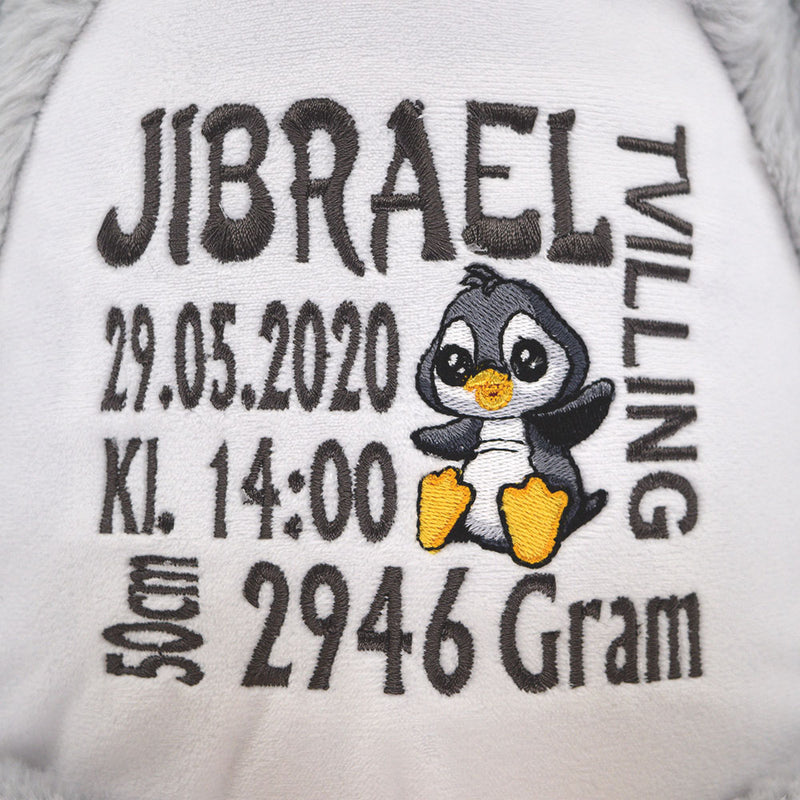 JIBRAEL
TVILLING
29.05.2020
Kl. 14:00
50cm
2946 Gram